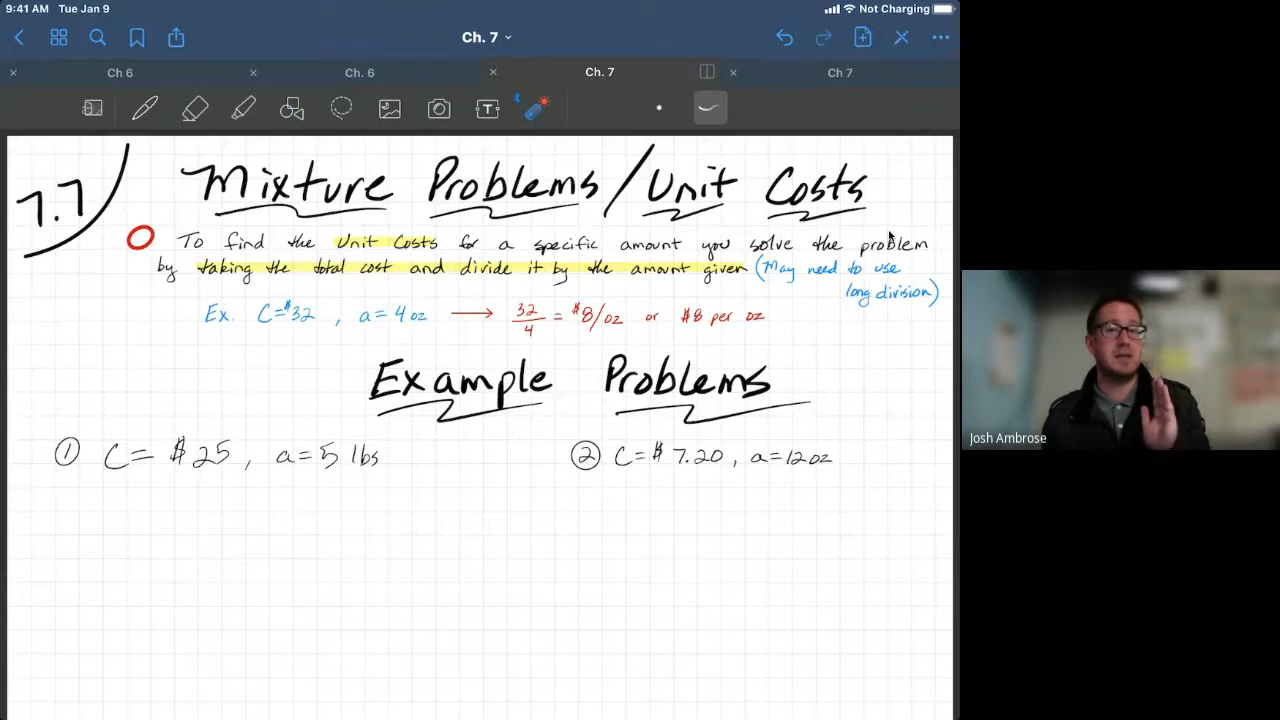 9:41 AM Tue Jan 9
Not Charging
Ch. 7
Ch 6
Ch. 6
Ch. 7
Ch 7
T
7.7
Mixture Problems / Unit Costs
To find the Unit Costs for a specific amount you solve the problem
by taking the total cost and divide it by the amount given (May need to use
long division)
Ex. C=$32 , a=4oz → 32/4 = $8/oz or $8 per oz
Example Problems
① C= $25, a=5 lbs
② C=$7.20, a=12oz
Josh Ambrose